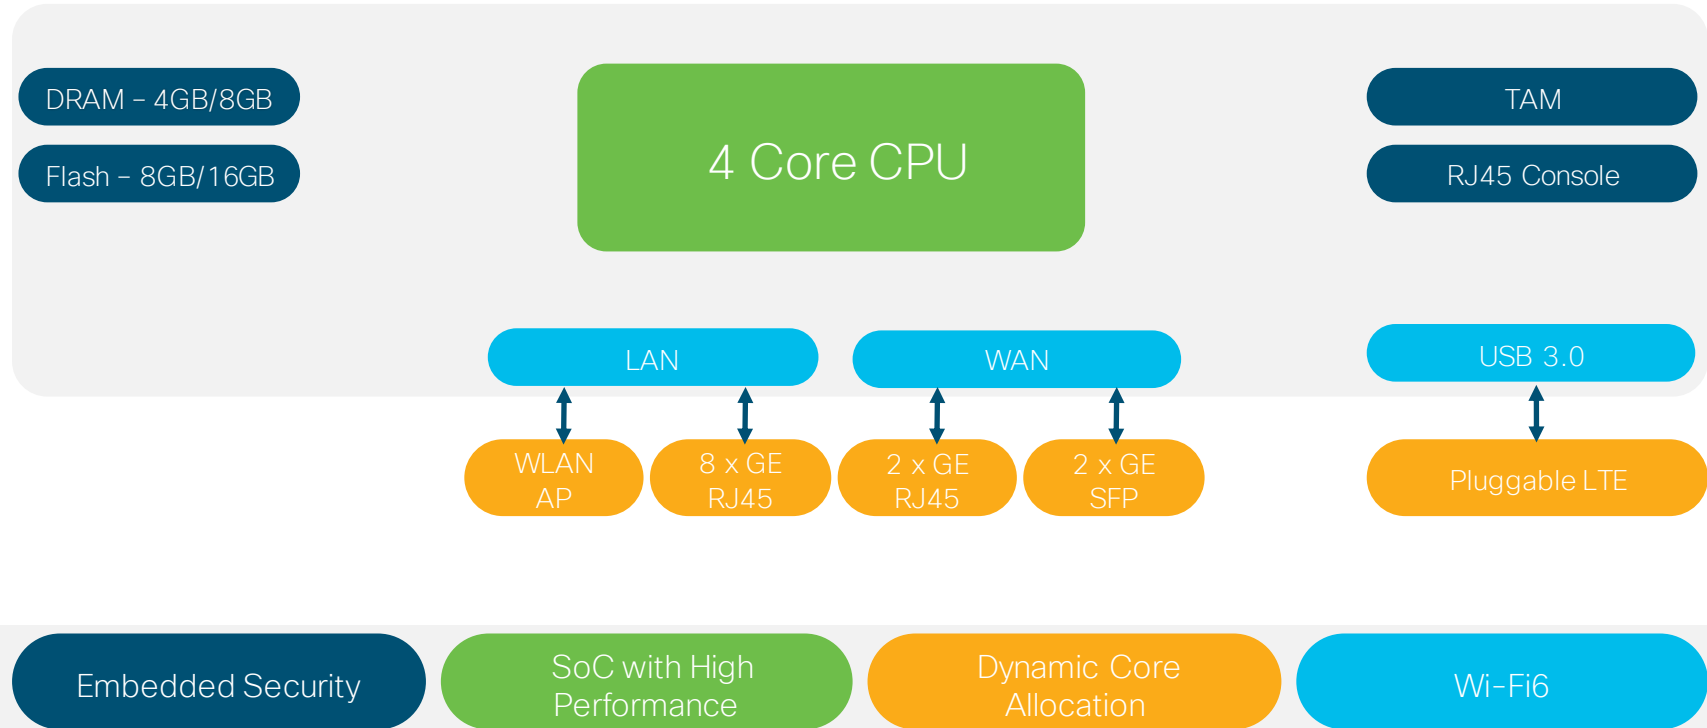 DRAM – 4GB/8GB
Flash – 8GB/16GB
4 Core CPU
TAM
RJ45 Console
LAN
WAN
USB 3.0
WLAN
AP
8 x GE
RJ45
2 x GE
RJ45
2 x GE
SFP
Pluggable LTE
Embedded Security
SoC with High
Performance
Dynamic Core
Allocation
Wi-Fi6